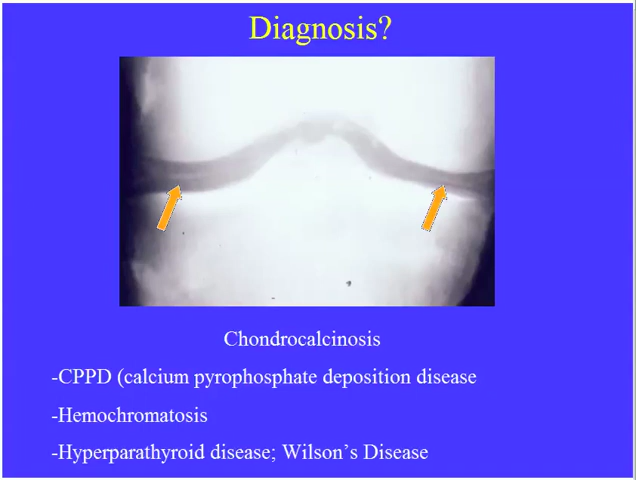 Diagnosis?
Chondrocalcinosis
-CPPD (calcium pyrophosphate deposition disease
-Hemochromatosis
-Hyperparathyroid disease; Wilson’s Disease